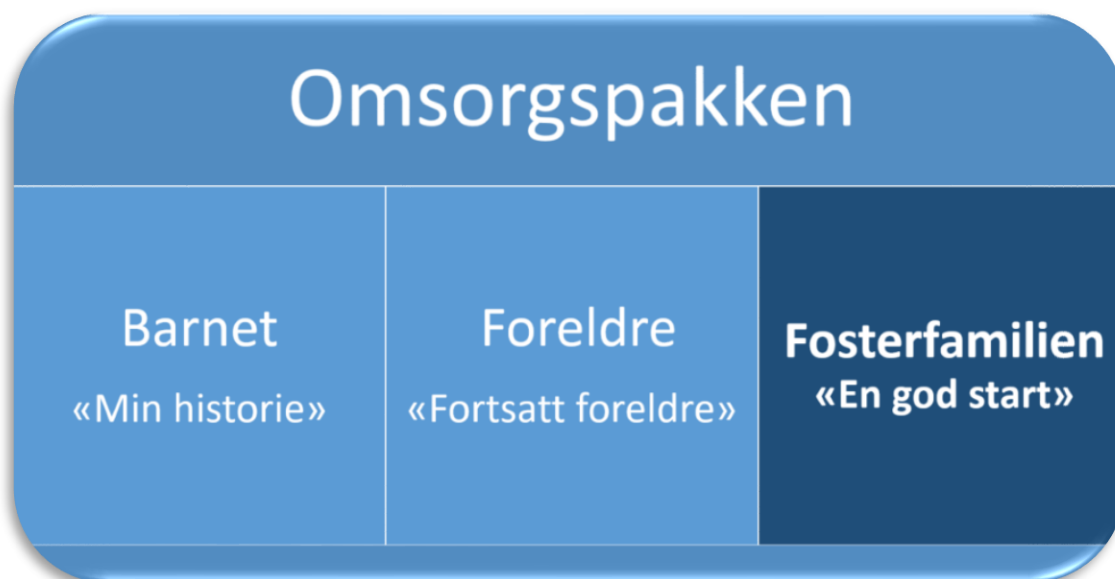 Omsorgspakken
Barnet
«Min historie»
Foreldre
«Fortsatt foreldre»
Fosterfamilien
«En god start»